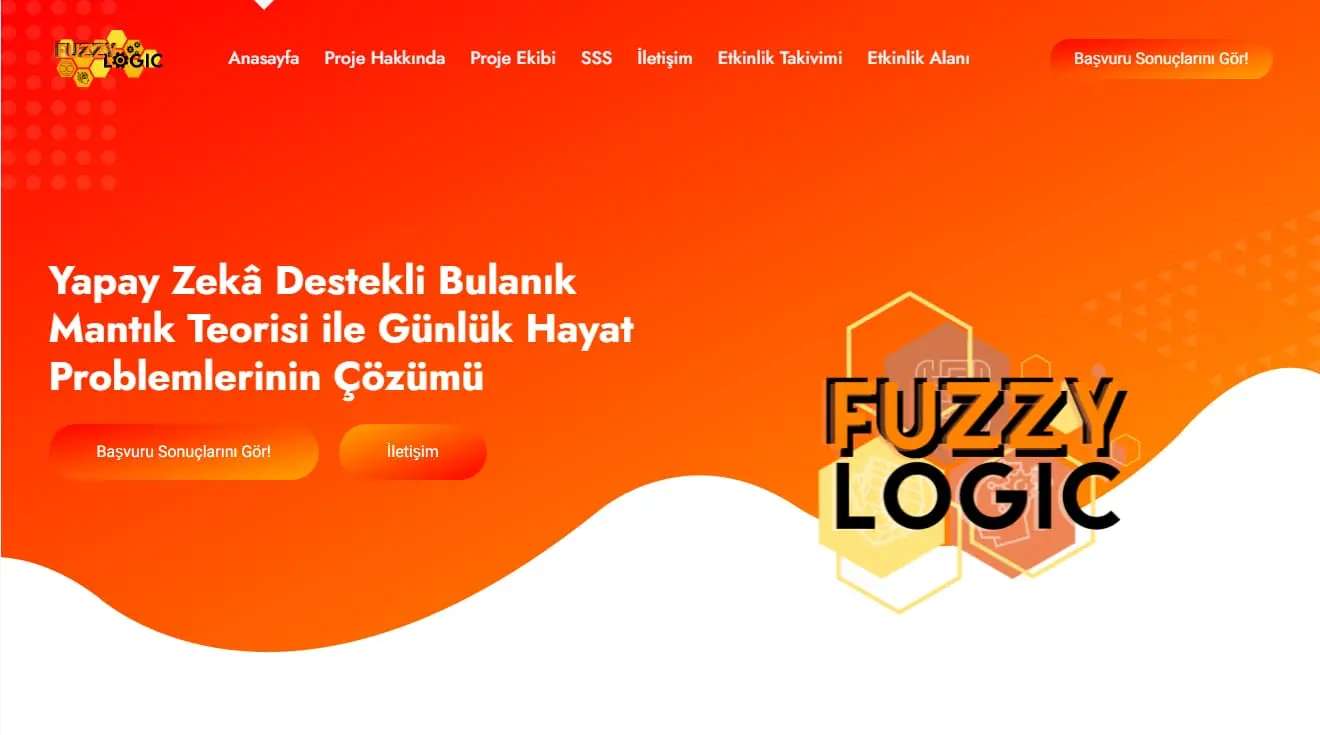 FUZZY
LOGIC
Anasayfa
Proje Hakkında
Proje Ekibi
SSS
İletişim
Etkinlik Takivimi
Etkinlik Alanı
Başvuru Sonuçlarını Gör!
Yapay Zekâ Destekli Bulanık
Mantık Teorisi ile Günlük Hayat
Problemlerinin Çözümü
Başvuru Sonuçlarını Gör!
İletişim
FUZZY
LOGIC